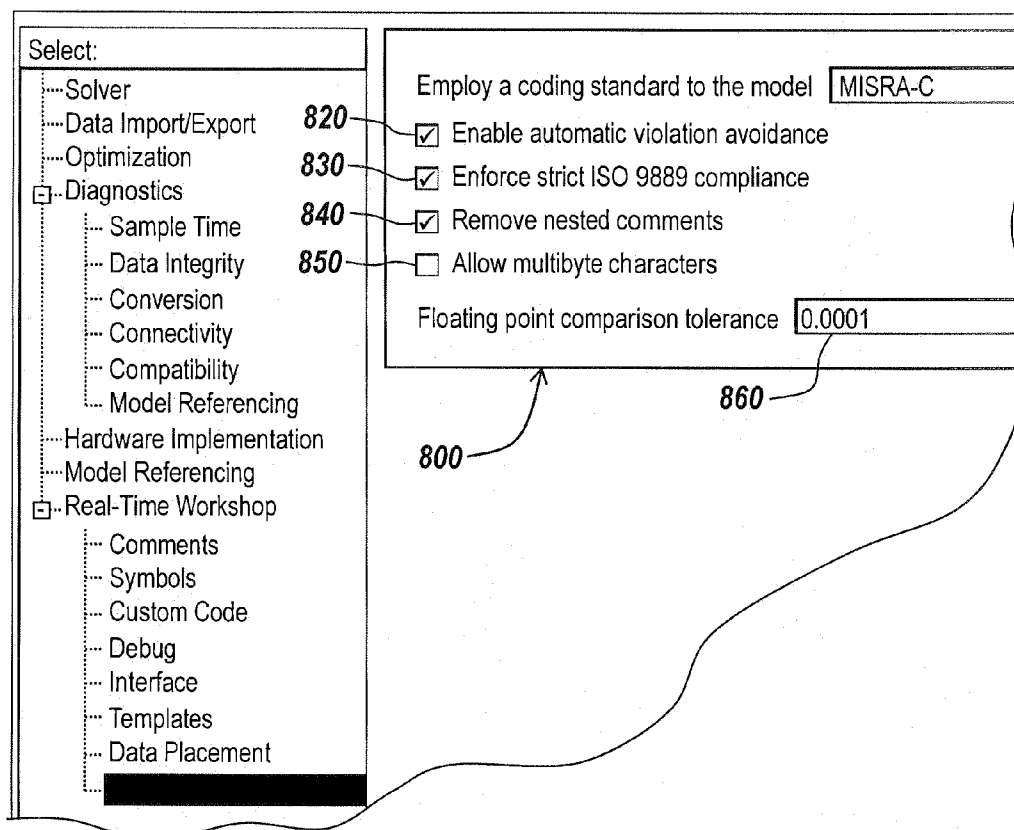 Select:
Solver
Data Import/Export
Optimization
Diagnostics
Sample Time
Data Integrity
Conversion
Connectivity
Compatibility
Model Referencing
Hardware Implementation
Model Referencing
Real-Time Workshop
Comments
Symbols
Custom Code
Debug
Interface
Templates
Data Placement
Employ a coding standard to the model MISRA-C
820 Enable automatic violation avoidance
830 Enforce strict ISO 9889 compliance
840 Remove nested comments
850 Allow multibyte characters
Floating point comparison tolerance 0.0001
860
800